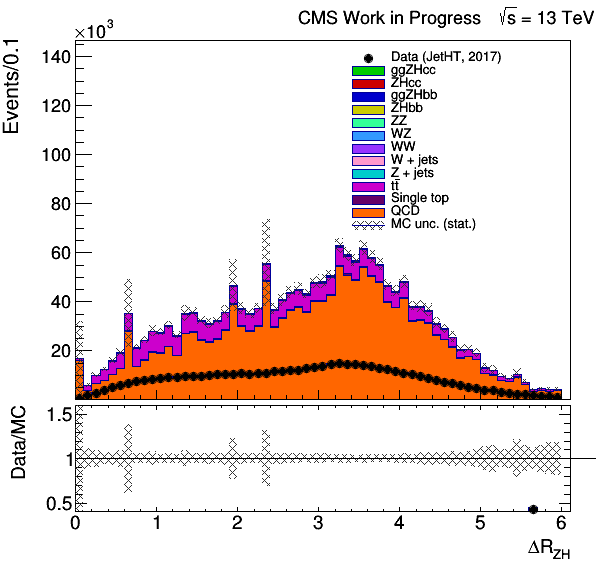 CMS Work in Progress √s = 13 TeV
×10³
Events/0.1
140
120
100
80
60
40
20
Data (JetHT, 2017)
ggZHcc
ZHcc
ggZHbb
ZHbb
ZZ
WZ
WW
W + jets
Z + jets
tt̄
Single top
QCD
MC unc. (stat.)
Data/MC
1.5
1
0.5
0 1 2 3 4 5 6
ΔR_ZH